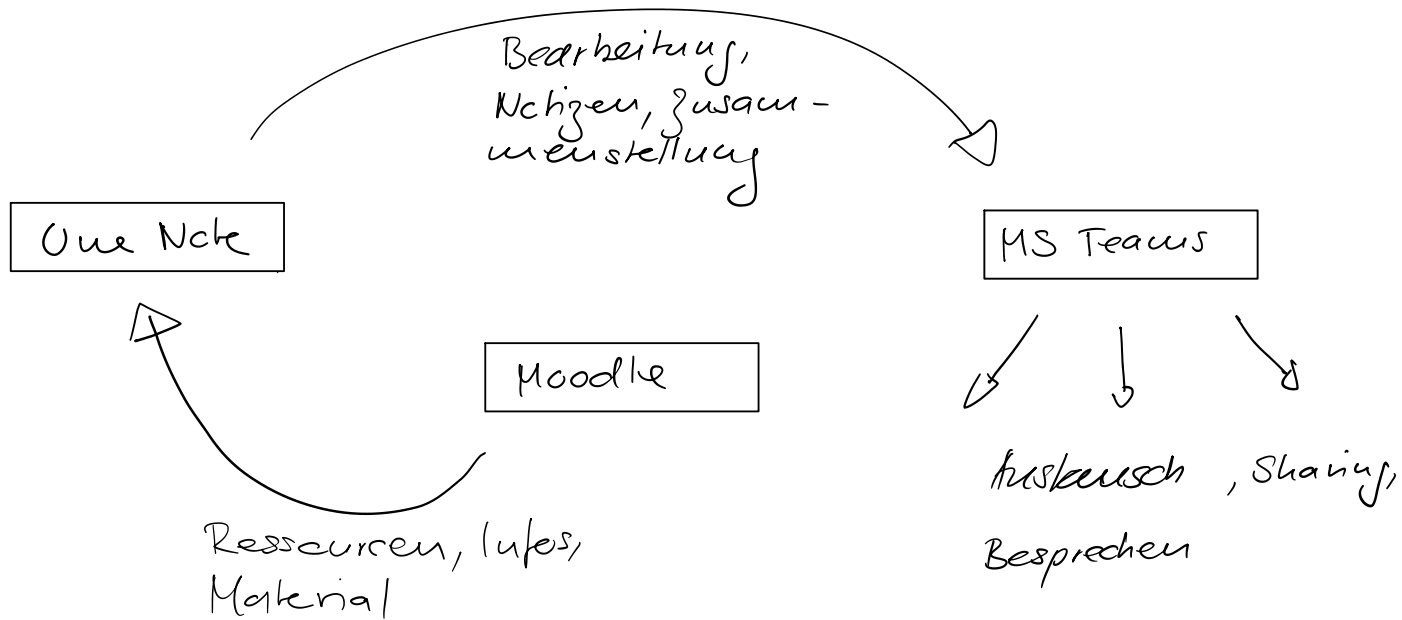 Bearbeitung,
Notizen, Zusam-
menstellung
One Note
MS Teams
Moodle
Austausch, Sharing,
Besprechen
Ressourcen, Infos,
Material